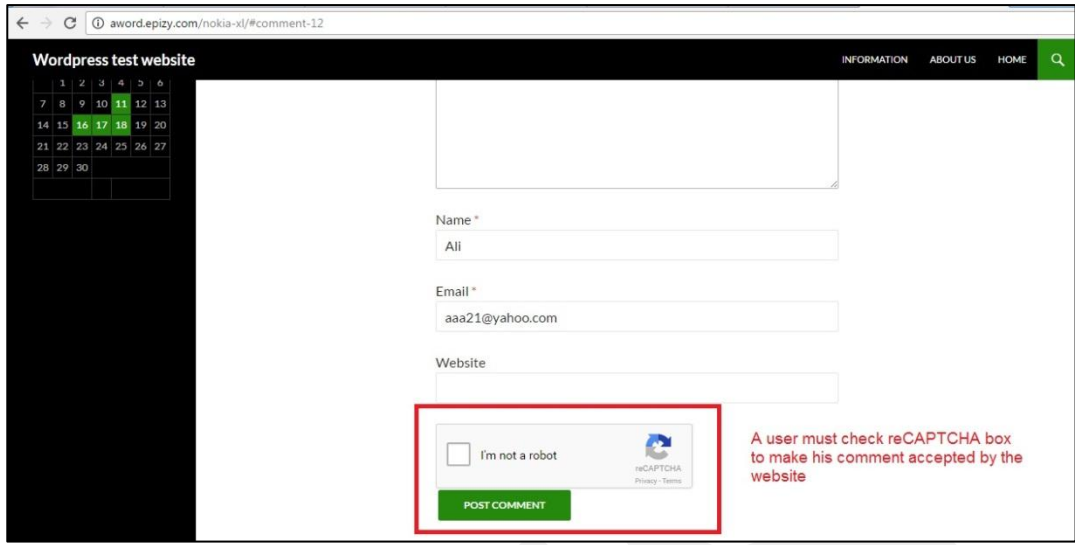 aword.epizy.com/nokia-xl/#comment-12
Wordpress test website
INFORMATION ABOUT US HOME
1 2 3 4 5 6
7 8 9 10 11 12 13
14 15 16 17 18 19 20
21 22 23 24 25 26 27
28 29 30
Name *
Ali
Email *
aaa21@yahoo.com
Website
I'm not a robot
reCAPTCHA
Privacy - Terms
POST COMMENT
A user must check reCAPTCHA box
to make his comment accepted by the
website